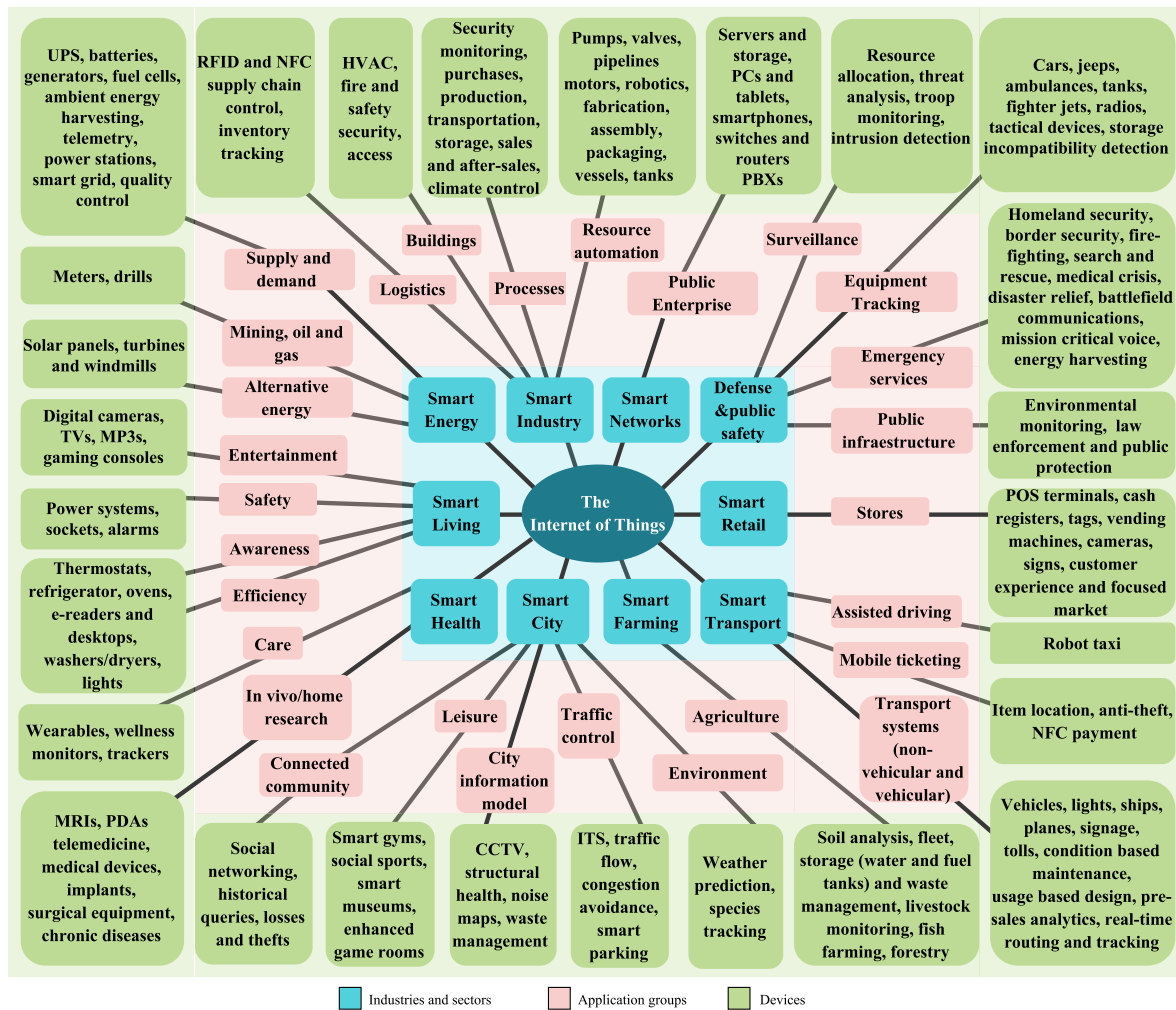 UPS, batteries,
generators, fuel cells,
ambient energy
harvesting,
telemetry,
power stations,
smart grid, quality
control
RFID and NFC
supply chain
control,
inventory
tracking
HVAC,
fire and
safety
security,
access
Security
monitoring,
purchases,
production,
transportation,
storage, sales
and after-sales,
climate control
Pumps, valves,
pipelines
motors, robotics,
fabrication,
assembly,
packaging,
vessels, tanks
Servers and
storage,
PCs and
tablets,
smartphones,
switches and
routers
PBXs
Resource
allocation, threat
analysis, troop
monitoring,
intrusion detection
Cars, jeeps,
ambulances, tanks,
fighter jets, radios,
tactical devices, storage
incompatibility detection
Meters, drills
Solar panels, turbines
and windmills
Digital cameras,
TVs, MP3s,
gaming consoles
Power systems,
sockets, alarms
Thermostats,
refrigerator, ovens,
e-readers and
desktops,
washers/dryers,
lights
Wearables, wellness
monitors, trackers
MRIs, PDAs
telemedicine,
medical devices,
implants,
surgical equipment,
chronic diseases
Supply and
demand
Logistics
Buildings
Processes
Resource
automation
Public
Enterprise
Surveillance
Equipment
Tracking
Mining, oil and
gas
Alternative
energy
Entertainment
Safety
Awareness
Efficiency
Care
In vivo/home
research
Connected
community
Emergency
services
Public
infraestructure
Stores
Assisted driving
Mobile ticketing
Transport
systems
(non-
vehicular and
vehicular)
Smart
Energy
Smart
Industry
Smart
Networks
Defense
&public
safety
Smart
Living
The
Internet of Things
Smart
Retail
Smart
Health
Smart
City
Smart
Farming
Smart
Transport
Leisure
City
information
model
Traffic
control
Agriculture
Environment
Homeland security,
border security, fire-
fighting, search and
rescue, medical crisis,
disaster relief, battlefield
communications,
mission critical voice,
energy harvesting
Environmental
monitoring, law
enforcement and public
protection
POS terminals, cash
registers, tags, vending
machines, cameras,
signs, customer
experience and focused
market
Robot taxi
Item location, anti-theft,
NFC payment
Vehicles, lights, ships,
planes, signage,
tolls, condition based
maintenance,
usage based design, pre-
sales analytics, real-time
routing and tracking
Social
networking,
historical
queries, losses
and thefts
Smart gyms,
social sports,
smart
museums,
enhanced
game rooms
CCTV,
structural
health, noise
maps, waste
management
ITS, traffic
flow,
congestion
avoidance,
smart
parking
Weather
prediction,
species
tracking
Soil analysis, fleet,
storage (water and fuel
tanks) and waste
management, livestock
monitoring, fish
farming, forestry
Industries and sectors
Application groups
Devices